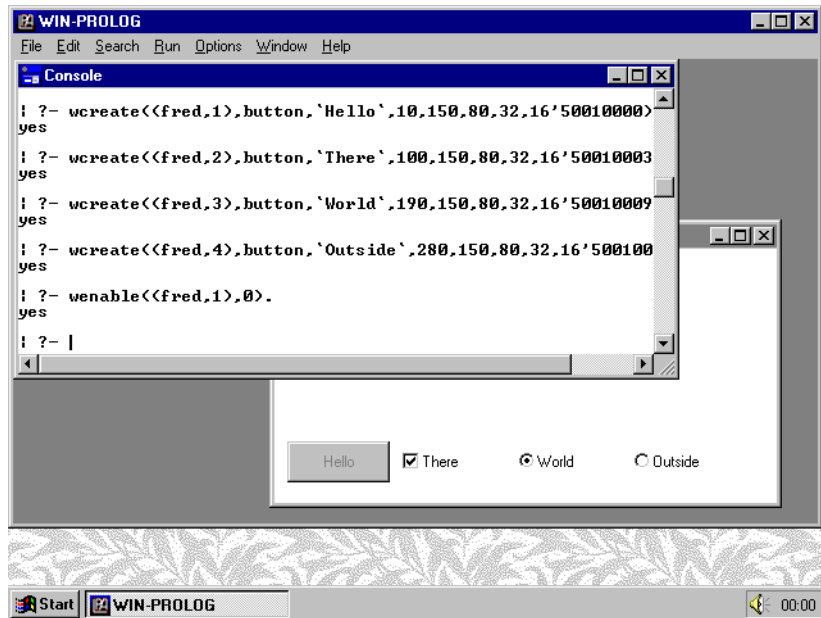 WIN-PROLOG
File Edit Search Run Options Window Help
Console
| ?- wcreate((fred,1),button,`Hello`,10,150,80,32,16'50010000)
yes
| ?- wcreate((fred,2),button,`There`,100,150,80,32,16'50010003
yes
| ?- wcreate((fred,3),button,`World`,190,150,80,32,16'50010009
yes
| ?- wcreate((fred,4),button,`Outside`,280,150,80,32,16'500100
yes
| ?- wenable((fred,1),0).
yes
| ?- |
Hello There World Outside
Start WIN-PROLOG 00:00